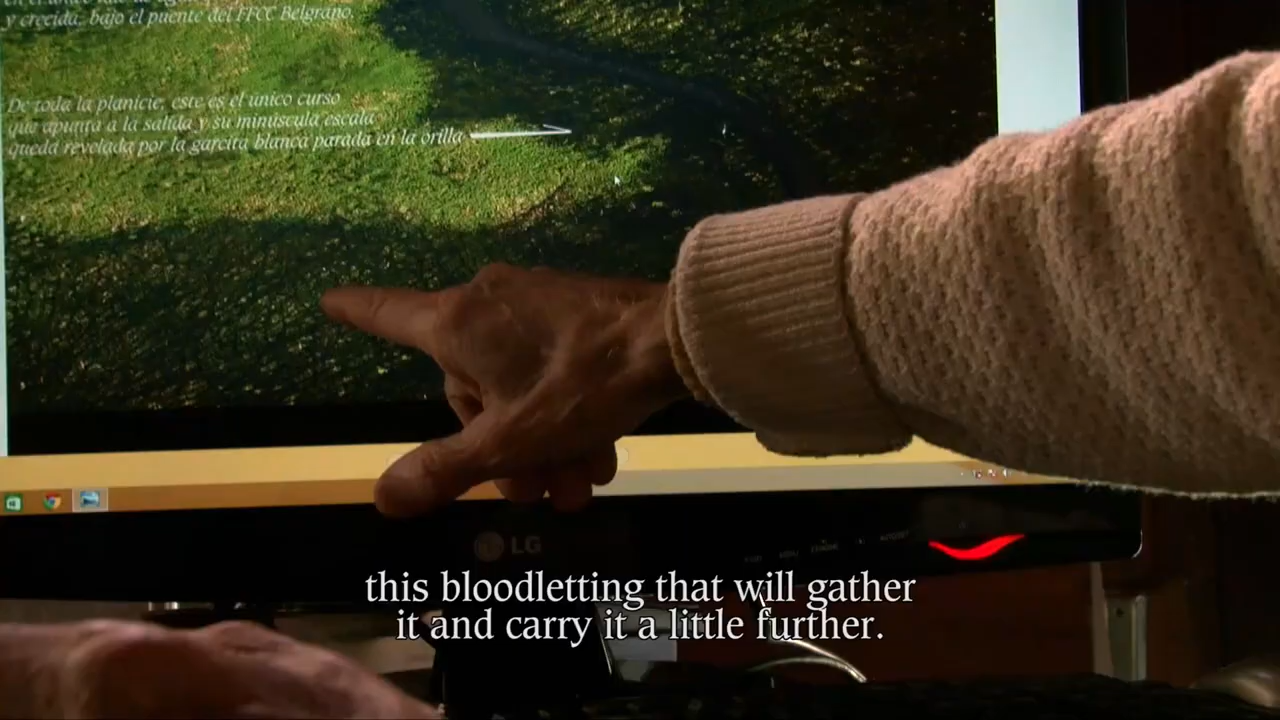 y crecida, bajo el puente del FFCC Belgrano.
De toda la planicie, este es el único curso
que apunta a la salida y su minúscula escala
queda revelada por la garcita blanca parada en la orilla
LG
this bloodletting that will gather
it and carry it a little further.